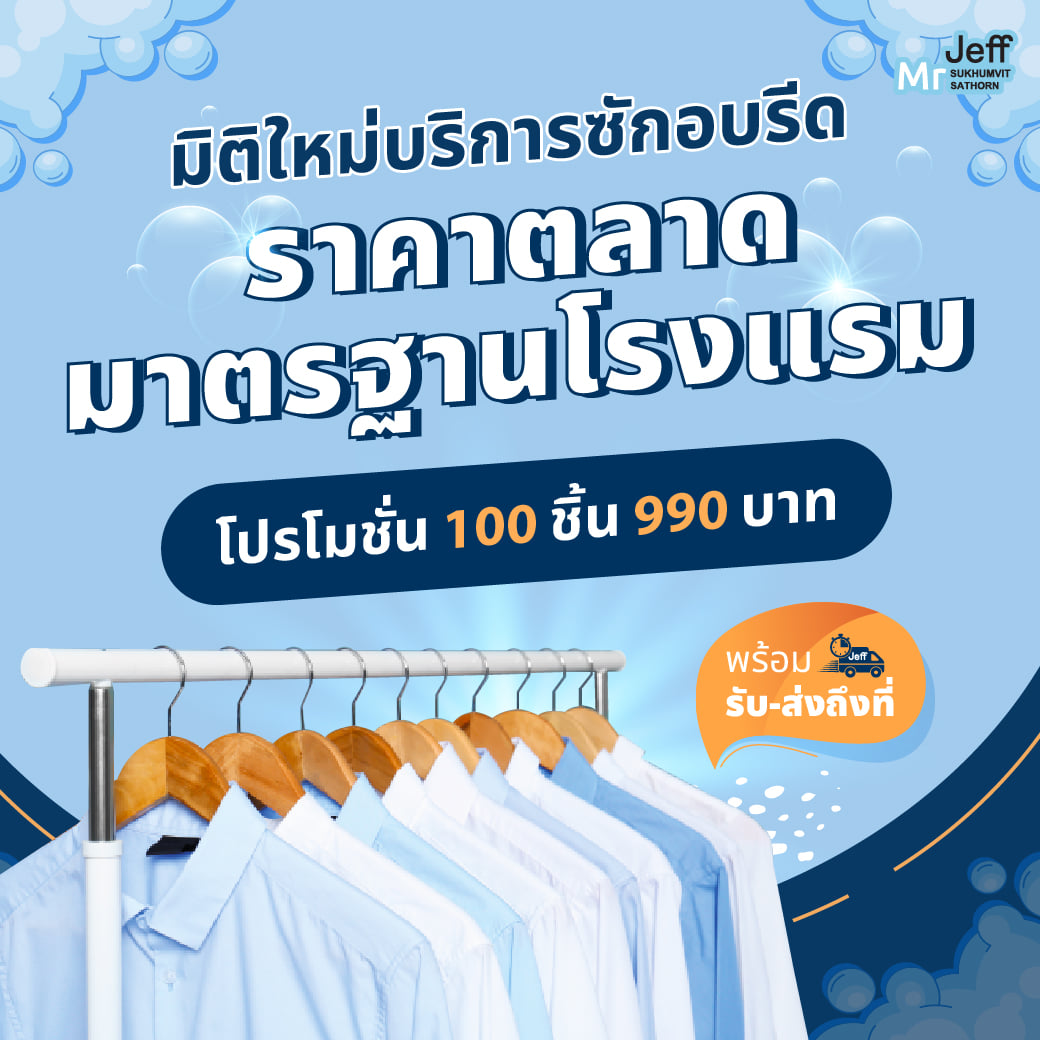 Mr Jeff
SUKHUMVIT
SATHORN
มิติใหม่บริการซักอบรีด
ราคาตลาด
มาตรฐานโรงแรม
โปรโมชั่น 100 ชิ้น 990 บาท
พร้อม
Jeff
รับ-ส่งถึงที่